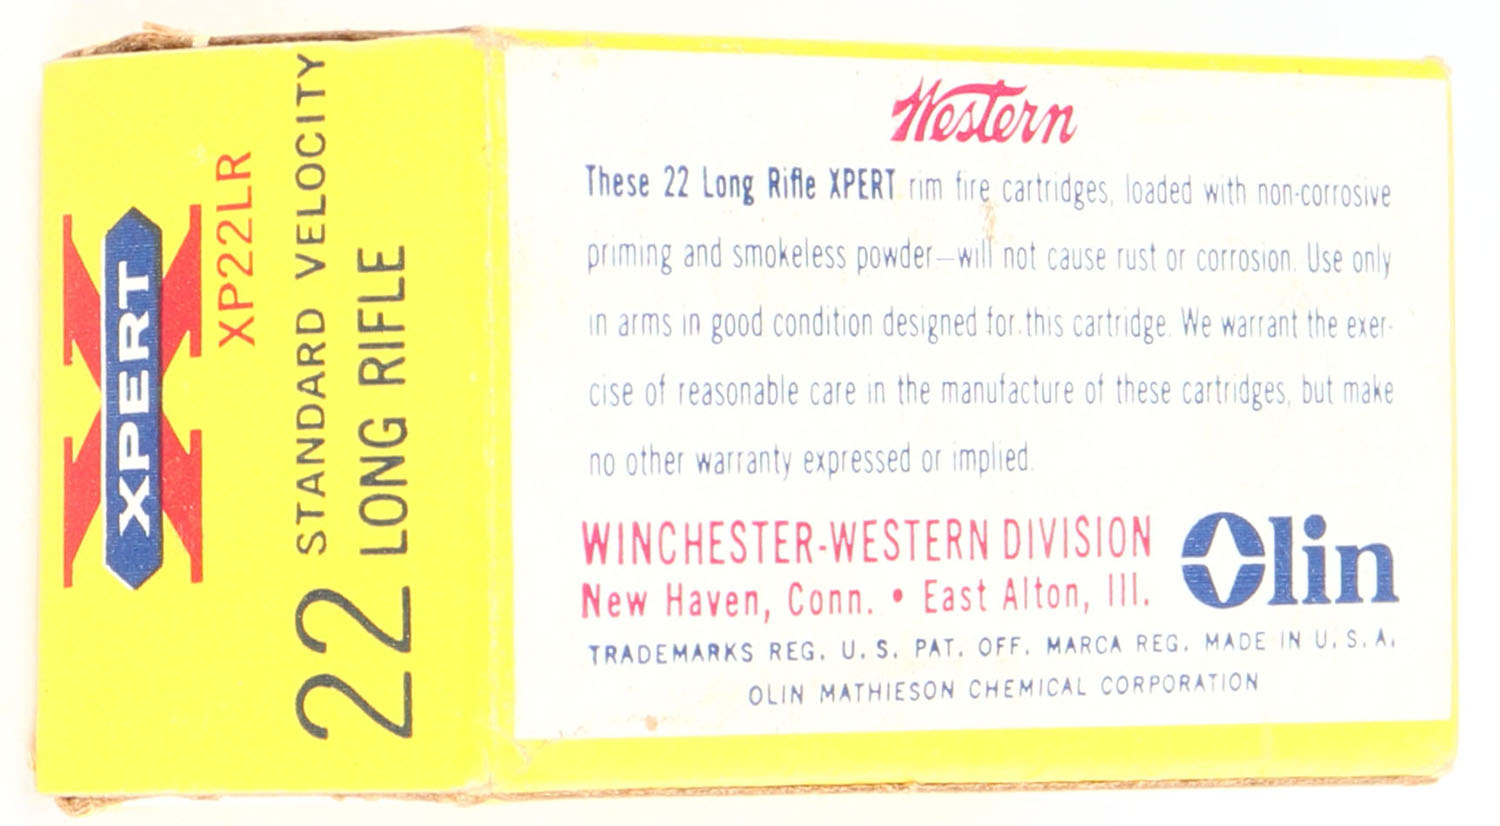 XPERT
XP22LR
22 STANDARD VELOCITY
LONG RIFLE
Western
These 22 Long Rifle XPERT rim fire cartridges, loaded with non-corrosive
priming and smokeless powder—will not cause rust or corrosion. Use only
in arms in good condition designed for this cartridge. We warrant the exer-
cise of reasonable care in the manufacture of these cartridges, but make
no other warranty expressed or implied.
WINCHESTER-WESTERN DIVISION
New Haven, Conn. • East Alton, Ill.
Olin
TRADEMARKS REG. U. S. PAT. OFF. MARCA REG. MADE IN U. S. A.
OLIN MATHIESON CHEMICAL CORPORATION